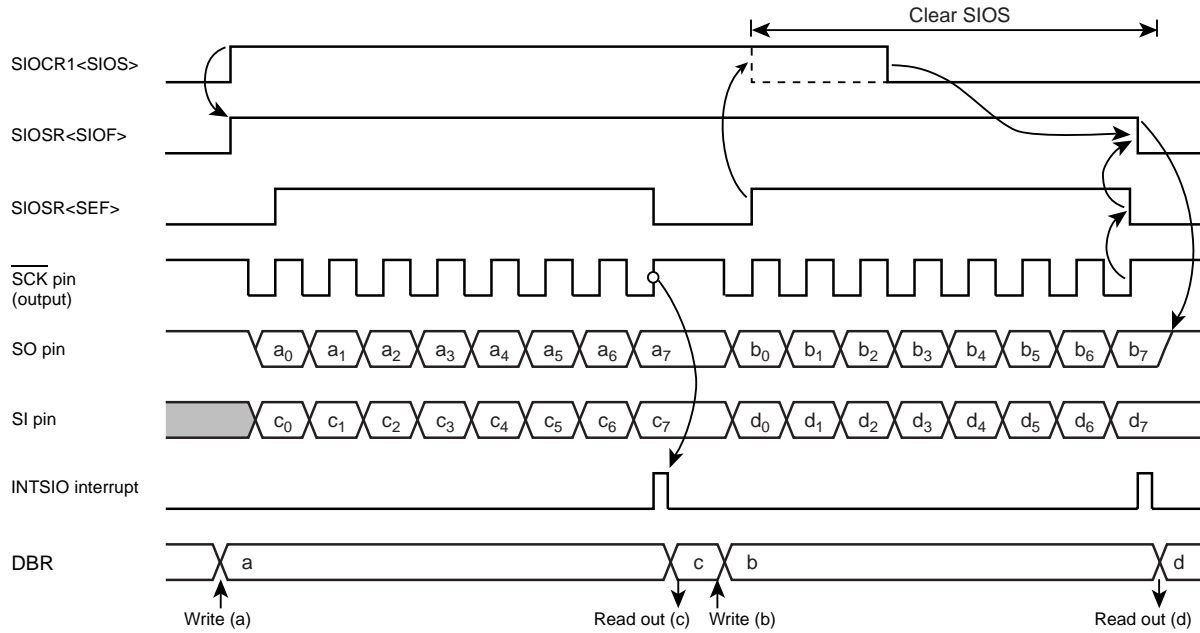 Clear SIOS
SIOCR1<SIOS>
SIOSR<SIOF>
SIOSR<SEF>
SCK pin
(output)
SO pin a0 a1 a2 a3 a4 a5 a6 a7 b0 b1 b2 b3 b4 b5 b6 b7
SI pin c0 c1 c2 c3 c4 c5 c6 c7 d0 d1 d2 d3 d4 d5 d6 d7
INTSIO interrupt
DBR a c b d
Write (a) Read out (c) Write (b) Read out (d)